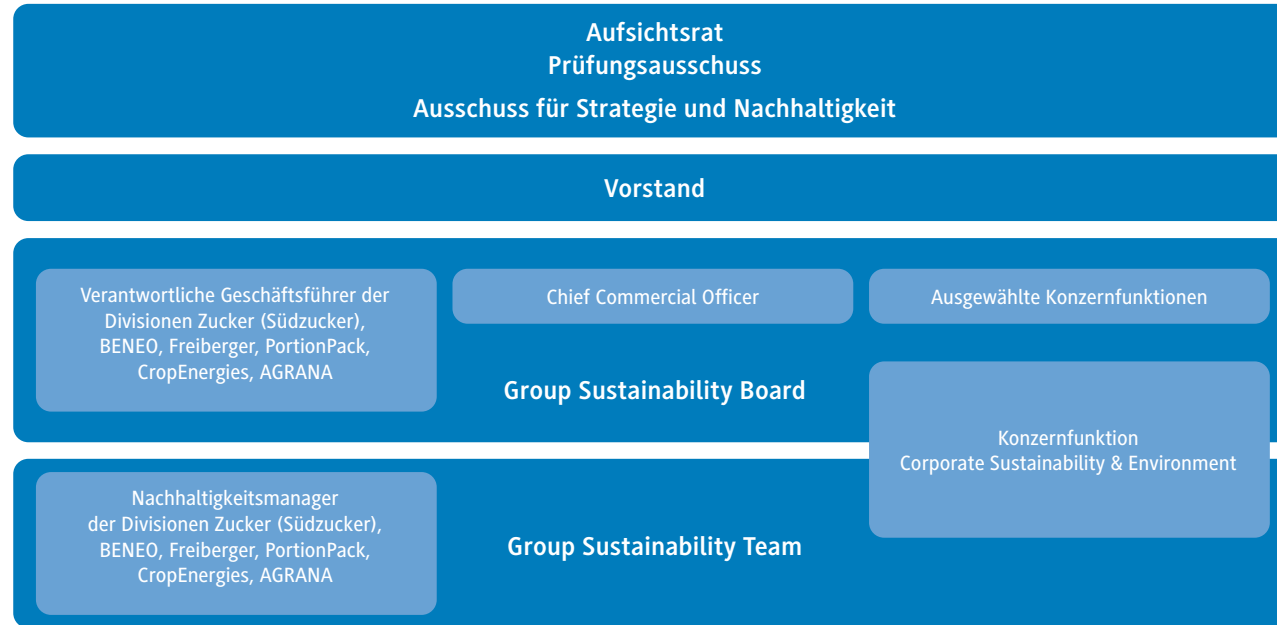 Aufsichtsrat
Prüfungsausschuss
Ausschuss für Strategie und Nachhaltigkeit
Vorstand
Verantwortliche Geschäftsführer der
Divisionen Zucker (Südzucker),
BENEO, Freiberger, PortionPack,
CropEnergies, AGRANA
Chief Commercial Officer
Ausgewählte Konzernfunktionen
Group Sustainability Board
Konzernfunktion
Corporate Sustainability & Environment
Nachhaltigkeitsmanager
der Divisionen Zucker (Südzucker),
BENEO, Freiberger, PortionPack,
CropEnergies, AGRANA
Group Sustainability Team